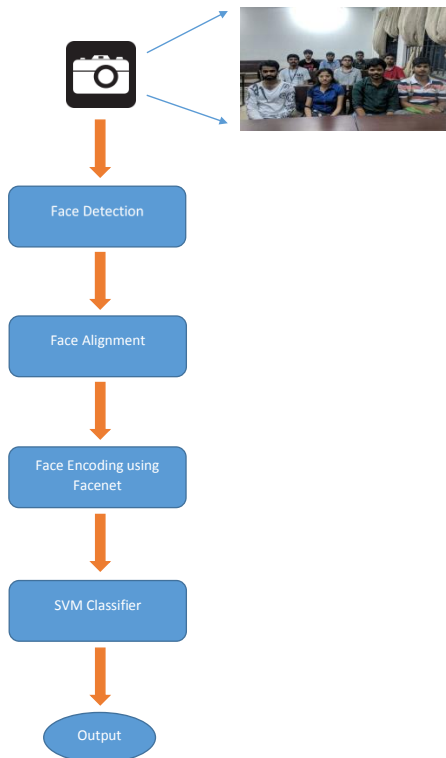 Face Detection
Face Alignment
Face Encoding using
Facenet
SVM Classifier
Output